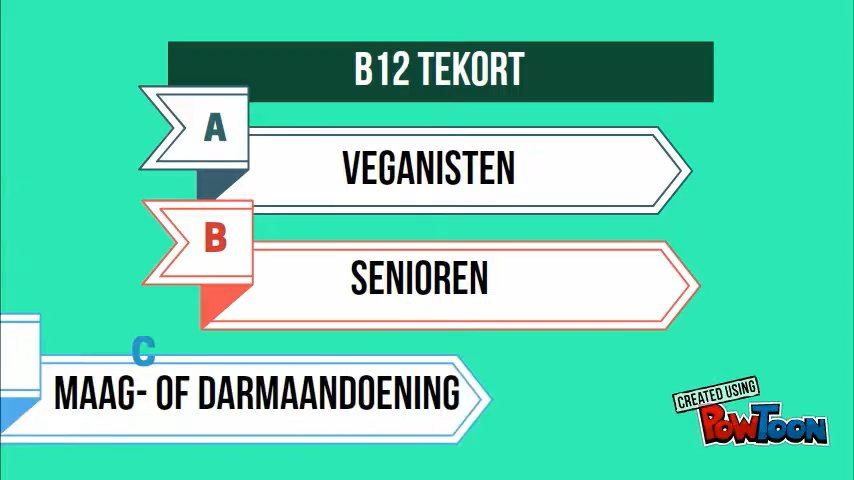 B12 TEKORT
A
VEGANISTEN
B
SENIOREN
C
MAAG- OF DARMAANDOENING
CREATED USING
POWTOON